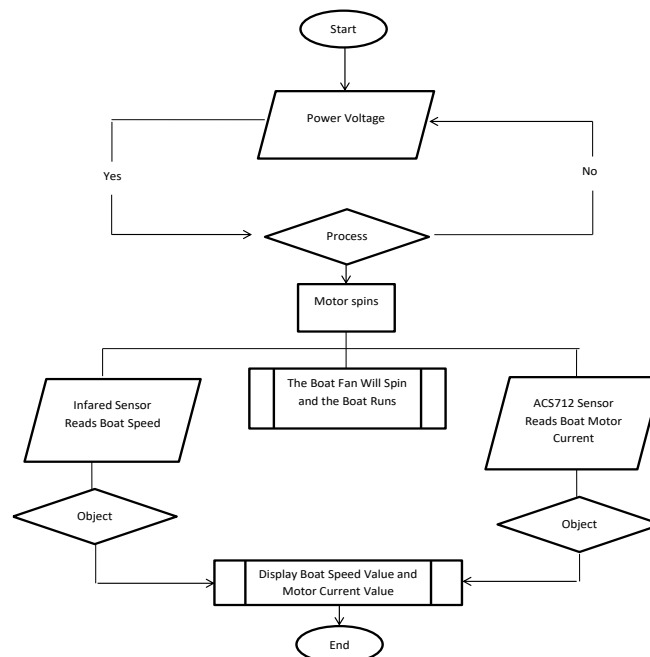 Start
Power Voltage
Yes
No
Process
Motor spins
The Boat Fan Will Spin
and the Boat Runs
Infared Sensor
Reads Boat Speed
ACS712 Sensor
Reads Boat Motor
Current
Object
Object
Display Boat Speed Value and
Motor Current Value
End